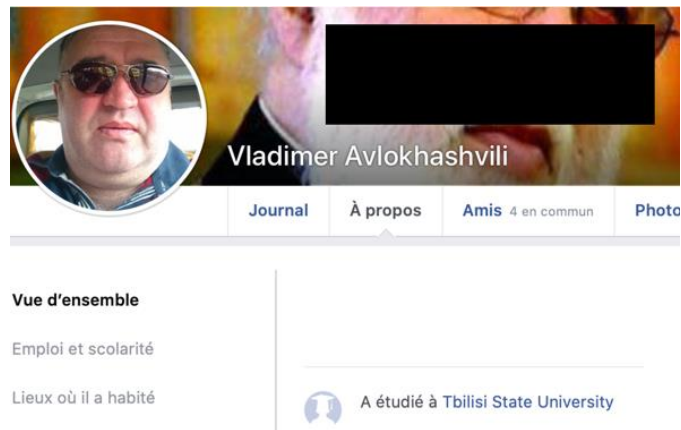 Vladimer Avlokhashvili
Journal À propos Amis 4 en commun
Vue d'ensemble
Emploi et scolarité
Lieux où il a habité
A étudié à Tbilisi State University